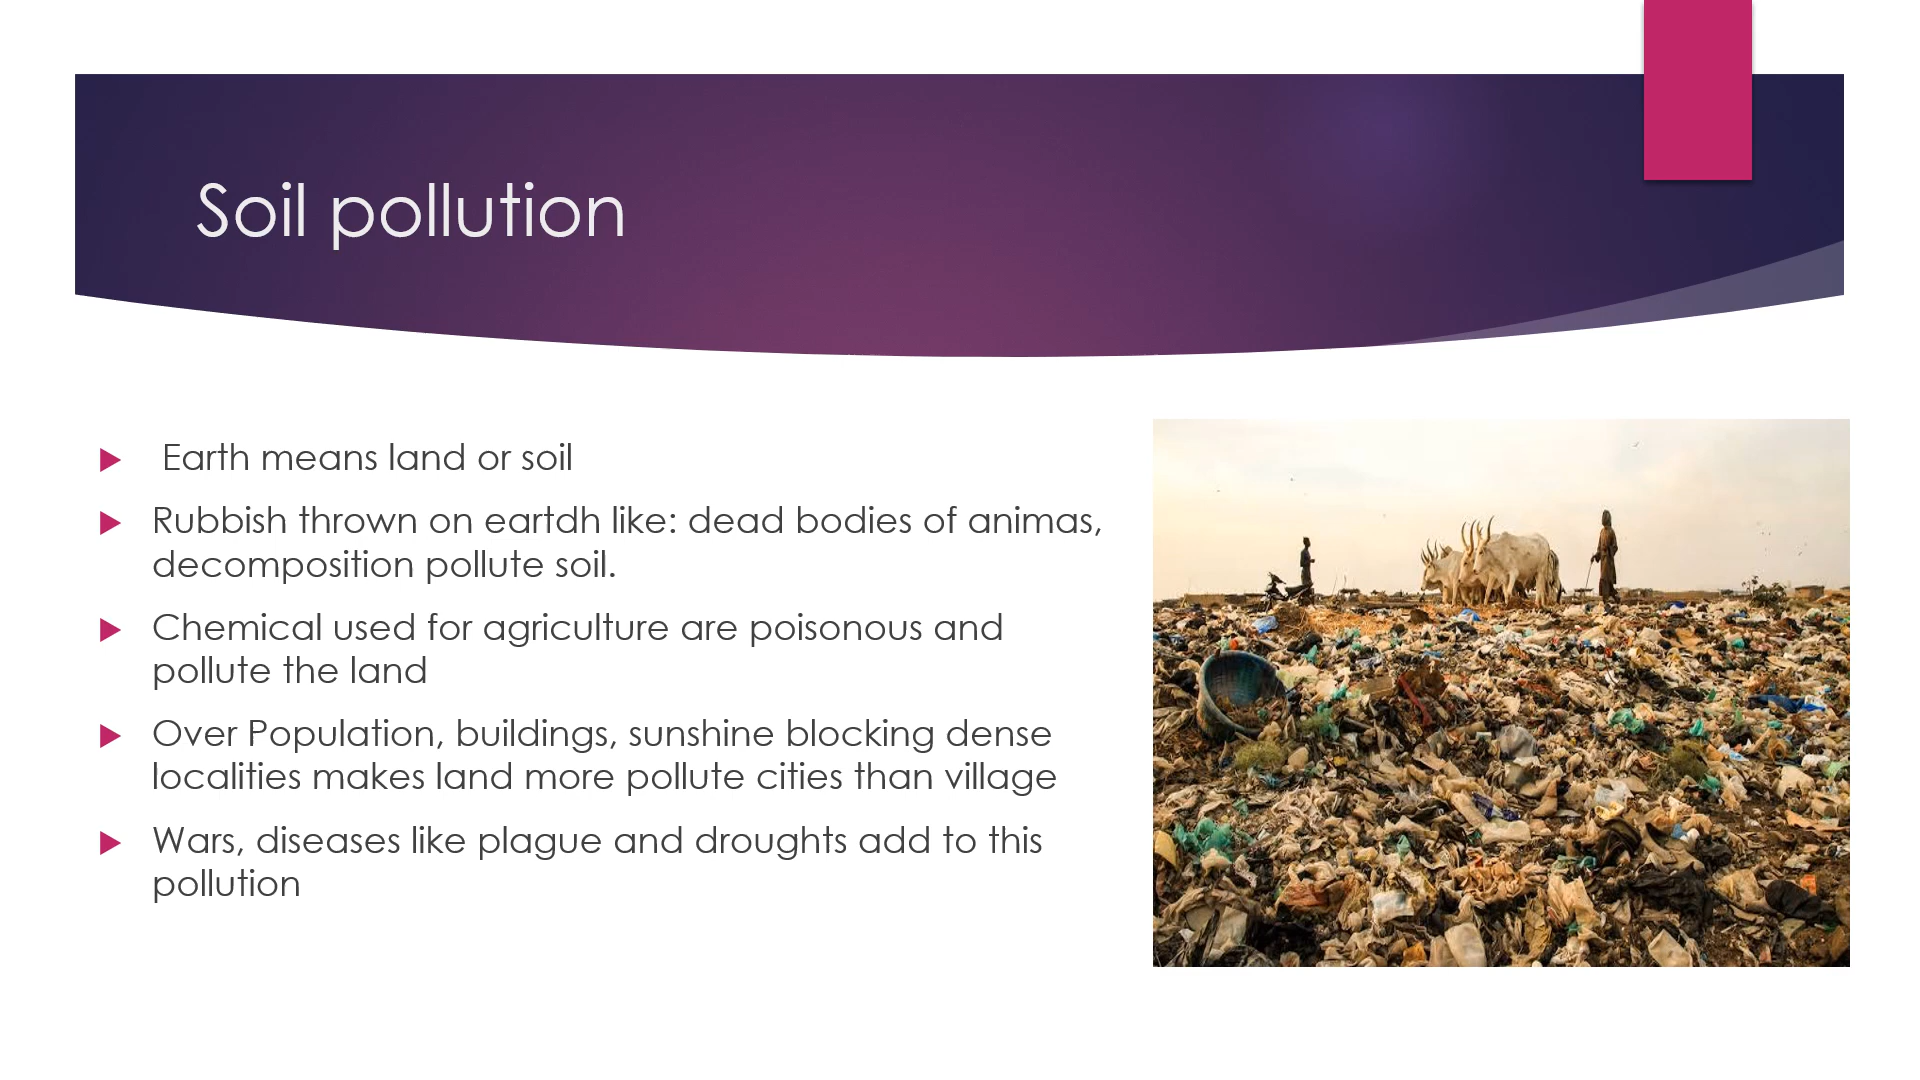 Soil pollution
Earth means land or soil
Rubbish thrown on eartdh like: dead bodies of animas,
decomposition pollute soil.
Chemical used for agriculture are poisonous and
pollute the land
Over Population, buildings, sunshine blocking dense
localities makes land more pollute cities than village
Wars, diseases like plague and droughts add to this
pollution